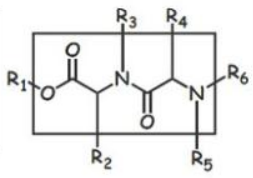 R₃ R₄
O
R₁ O N N R₆
O
R₂ R₅